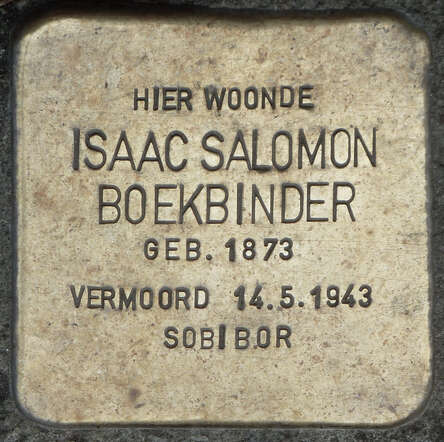 HIER WOONDE
ISAAC SALOMON
BOEKBINDER
GEB. 1873
VERMOORD 14.5.1943
SOBIBOR